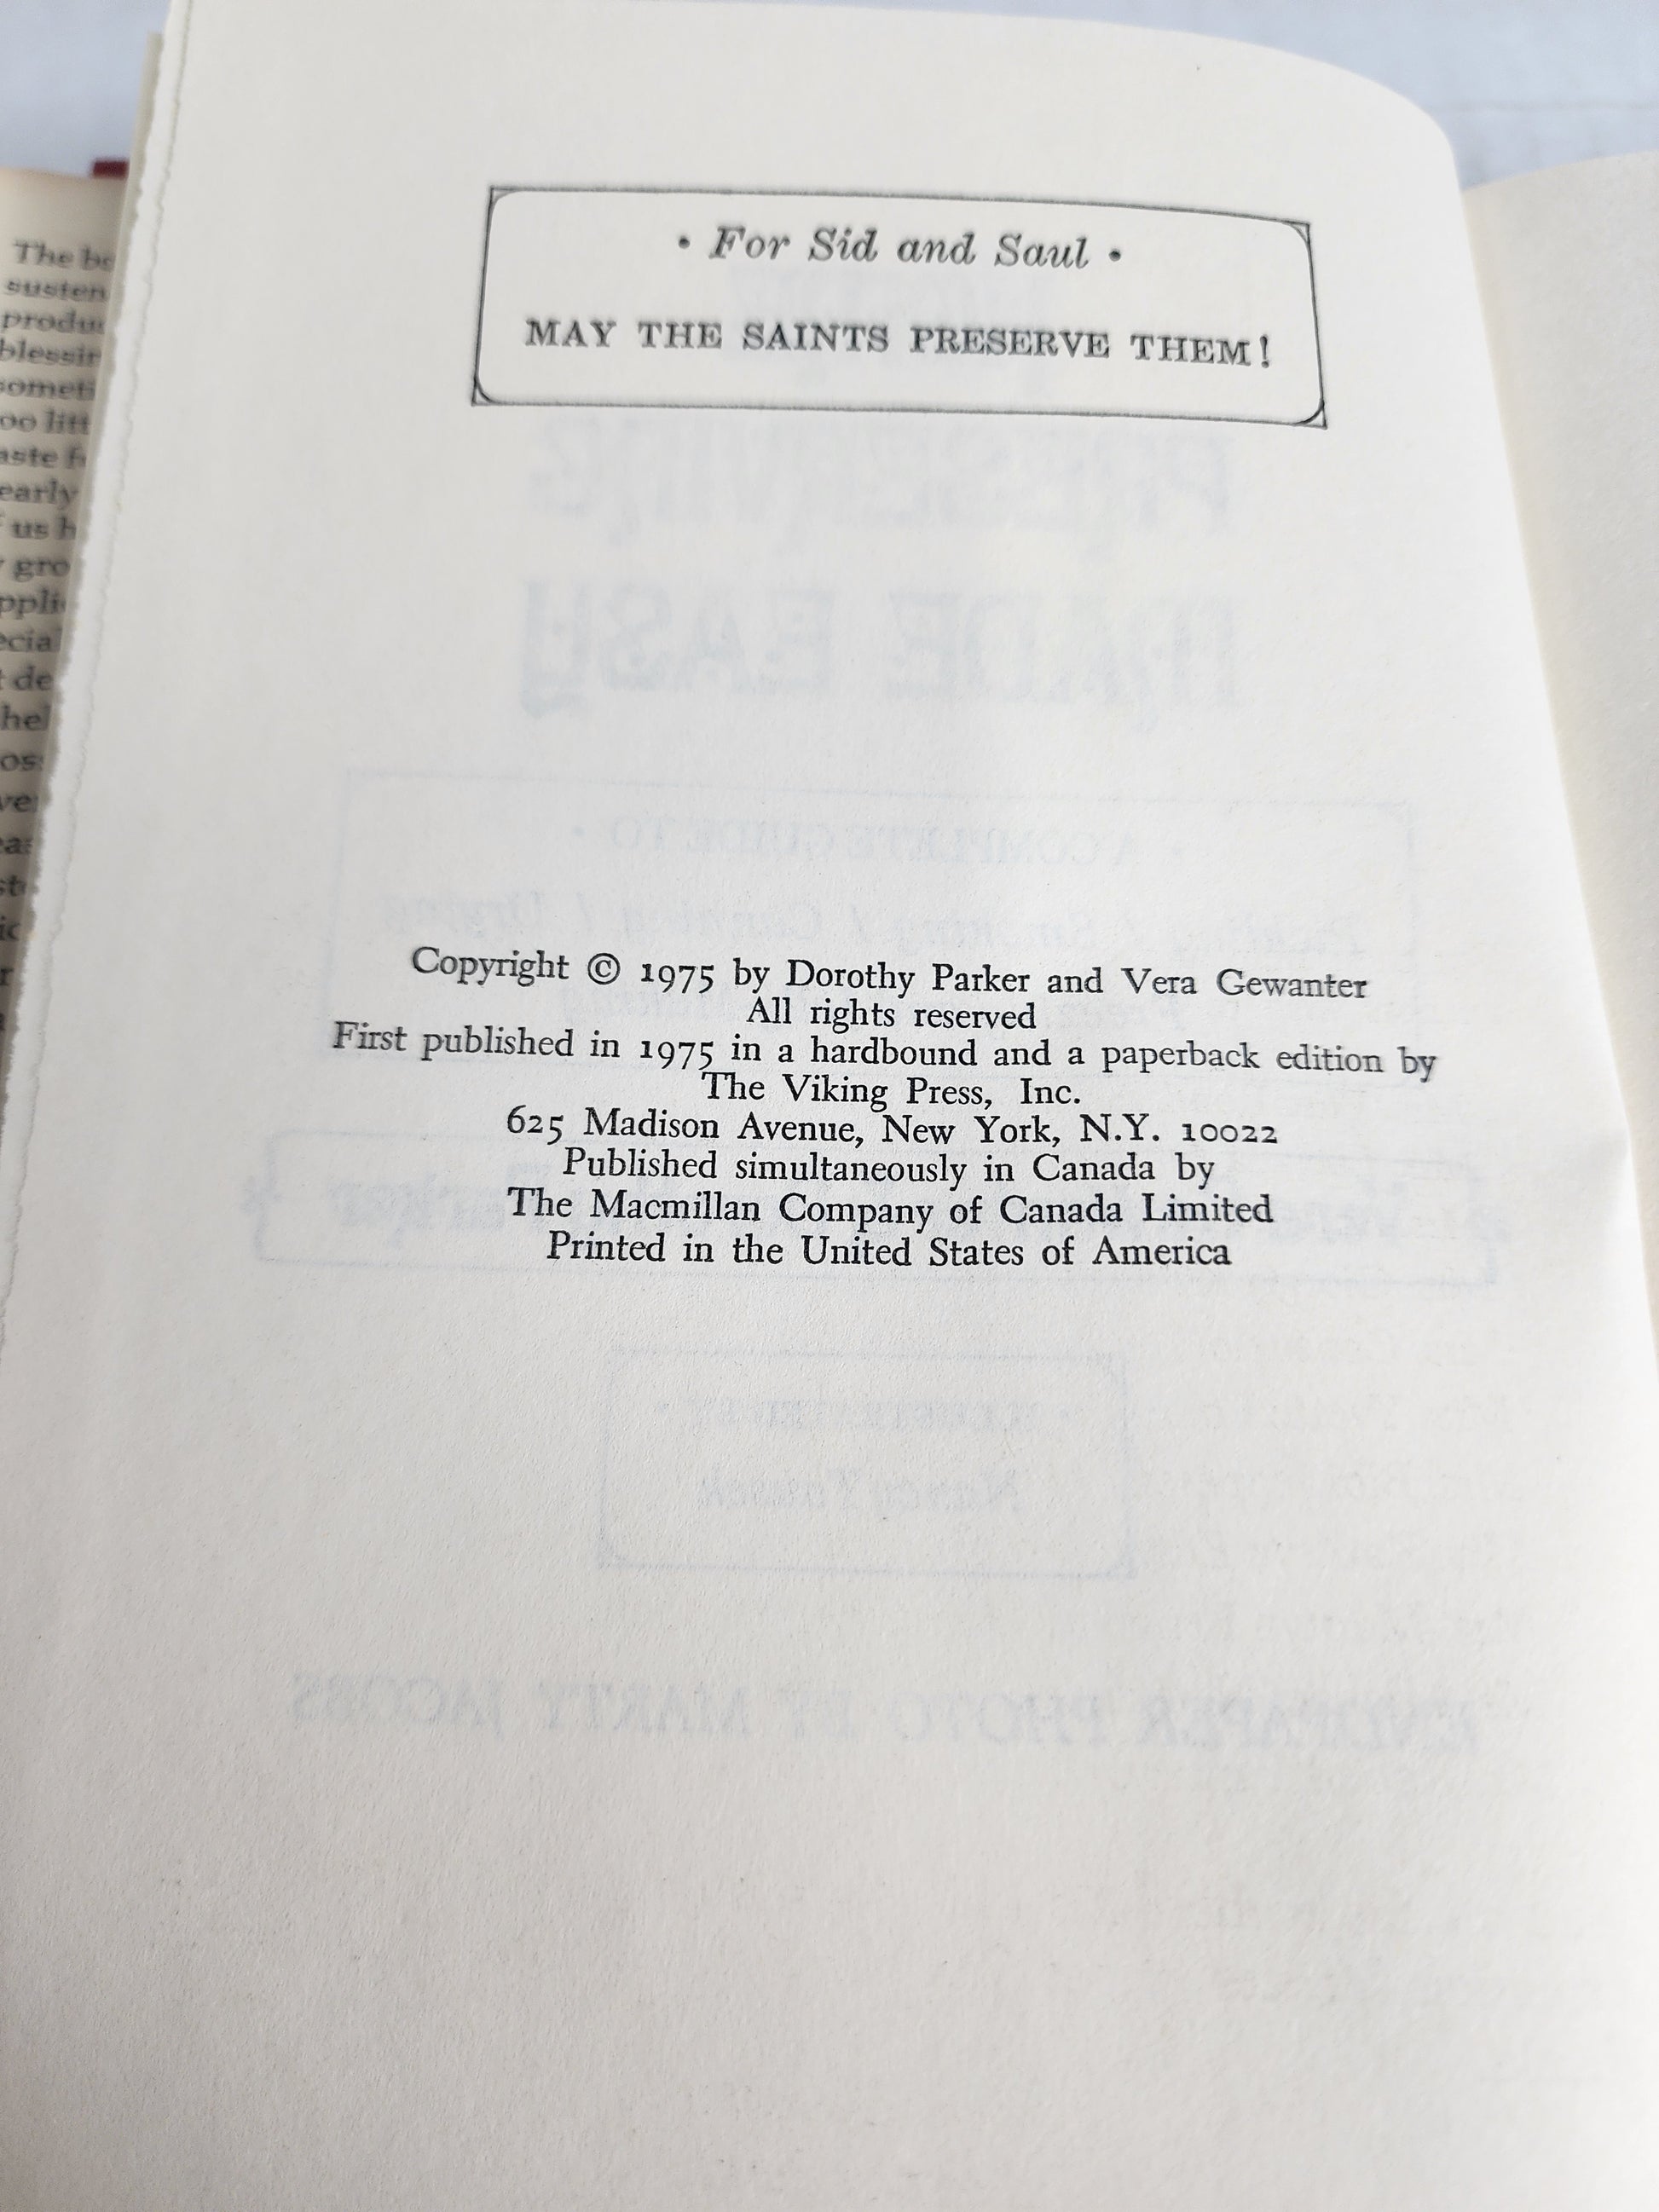 • For Sid and Saul •
MAY THE SAINTS PRESERVE THEM!
Copyright © 1975 by Dorothy Parker and Vera Gewanter
All rights reserved
First published in 1975 in a hardbound and a paperback edition by
The Viking Press, Inc.
625 Madison Avenue, New York, N.Y. 10022
Published simultaneously in Canada by
The Macmillan Company of Canada Limited
Printed in the United States of America